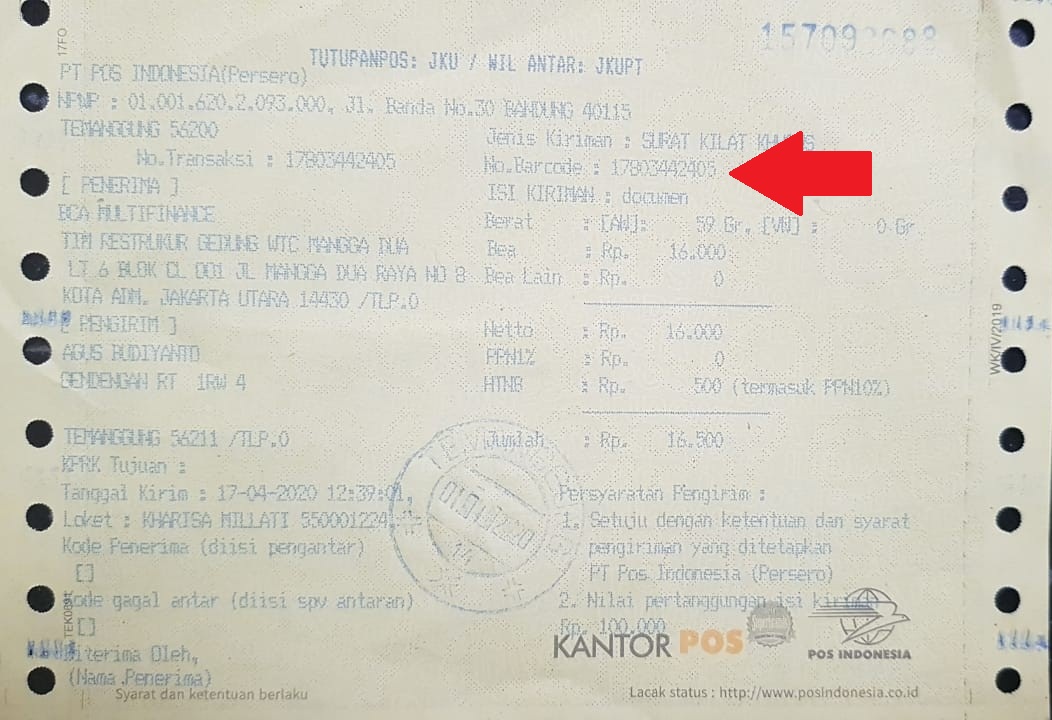 17FO
TUTUPANPOS: JKU / WIL ANTAR: JKUPT
PT POS INDONESIA(Persero)
NPWP : 01.001.620.2.093.000, Jl. Banda No.30 BANDUNG 40115
TEMANGGUNG 56200
Jenis Kiriman : SURAT KILAT KHUSUS
No.Transaksi : 17803442405
No.Barcode : 17803442405
[ PENERIMA ]
ISI KIRIMAN : documen
BCA MULTIFINANCE
Berat : [AW]: 59 Gr. [VW] : 0 Gr
TIM RESTRUKUR GEDUNG WTC MANGGA DUA
Bea : Rp. 16.000
LT 6 BLOK CL 001 JL MANGGA DUA RAYA NO 8
Bea Lain : Rp. 0
KOTA ADM. JAKARTA UTARA 14430 /TLP.0
[ PENGIRIM ]
Netto : Rp. 16.000
AGUS BUDIYANTO
PPN1% : Rp. 0
GENDENGAN RT 1RW 4
HTNB : Rp. 500 (termasuk PPN10%)
WK/IV/2019
TEMANGGUNG 56211 /TLP.0
Jumlah : Rp. 16.500
KPRK Tujuan :
Tanggal Kirim : 17-04-2020 12:39:01,
Persyaratan Pengirim :
Loket : KHARISA MILLATI 550001224,
1. Setuju dengan ketentuan dan syarat
Kode Penerima (diisi pengantar)
pengiriman yang ditetapkan
[]
PT Pos Indonesia (Persero)
Kode gagal antar (diisi spv antaran)
2. Nilai pertanggungan isi kiriman
[]
Rp. 100.000
KANTOR POS
POS INDONESIA
Diterima Oleh,
(Nama Penerima)
Syarat dan ketentuan berlaku
Lacak status : http://www.posindonesia.co.id